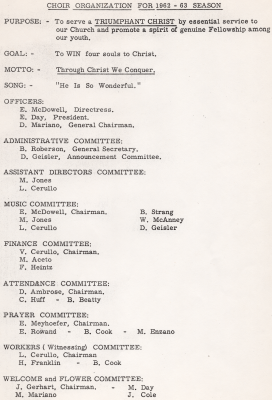 CHOIR ORGANIZATION FOR 1962 - 63 SEASON
PURPOSE: - To serve a TRIUMPHANT CHRIST by essential service to
our Church and promote a spirit of genuine Fellowship among
our youth.
GOAL: - To WIN four souls to Christ.
MOTTO: - Through Christ We Conquer.
SONG: - "He Is So Wonderful."
OFFICERS:
E. McDowell, Directress.
E. Day, President.
D. Mariano, General Chairman.
ADMINISTRATIVE COMMITTEE:
B. Roberson, General Secretary.
D. Geisler, Announcement Committee.
ASSISTANT DIRECTORS COMMITTEE:
M. Jones
L. Cerullo
MUSIC COMMITTEE:
E. McDowell, Chairman. B. Strang
M. Jones W. McAnney
L. Cerullo D. Geisler
FINANCE COMMITTEE:
V. Cerullo, Chairman.
M. Aceto
F. Heintz
ATTENDANCE COMMITTEE:
D. Ambrose, Chairman.
C. Huff - B. Beatty
PRAYER COMMITTEE:
E. Meyhoefer, Chairman.
E. Rowand - B. Cook - M. Enzano
WORKERS ( Witnessing) COMMITTEE:
L. Cerullo, Chairman
H. Franklin - B. Cook
WELCOME and FLOWER COMMITTEE:
J. Gerhart, Chairman. - M. Day
M. Mariano J. Cole